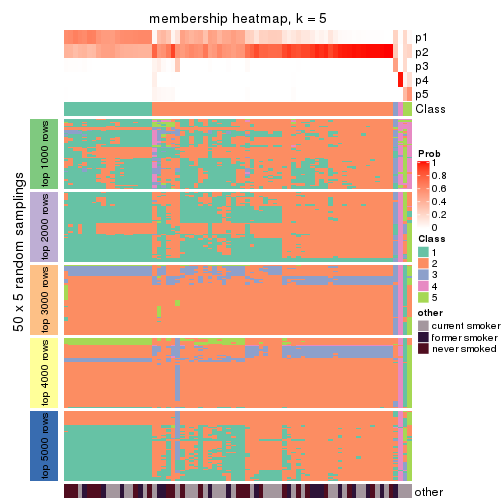 membership heatmap, k = 5
p1
p2
p3
p4
p5
Class
50 x 5 random samplings
top 1000 rows
top 2000 rows
top 3000 rows
top 4000 rows
top 5000 rows
Prob
1
0.8
0.6
0.4
0.2
0
Class
1
2
3
4
5
other
current smoker
former smoker
never smoked
other